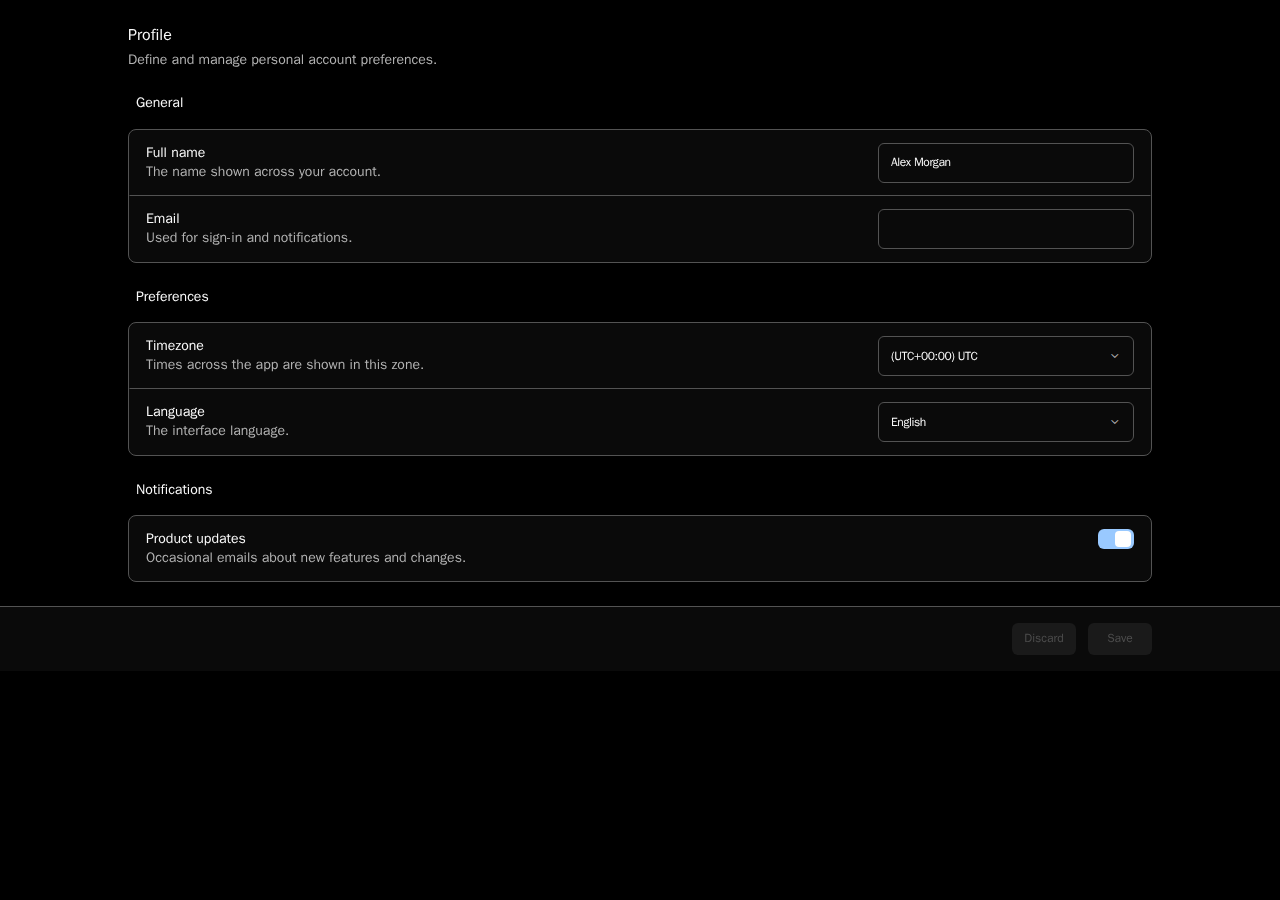 Profile
Define and manage personal account preferences.
General
Full name
The name shown across your account.
Alex Morgan
Email
Used for sign-in and notifications.
Preferences
Timezone
Times across the app are shown in this zone.
(UTC+00:00) UTC
Language
The interface language.
English
Notifications
Product updates
Occasional emails about new features and changes.
Discard
Save